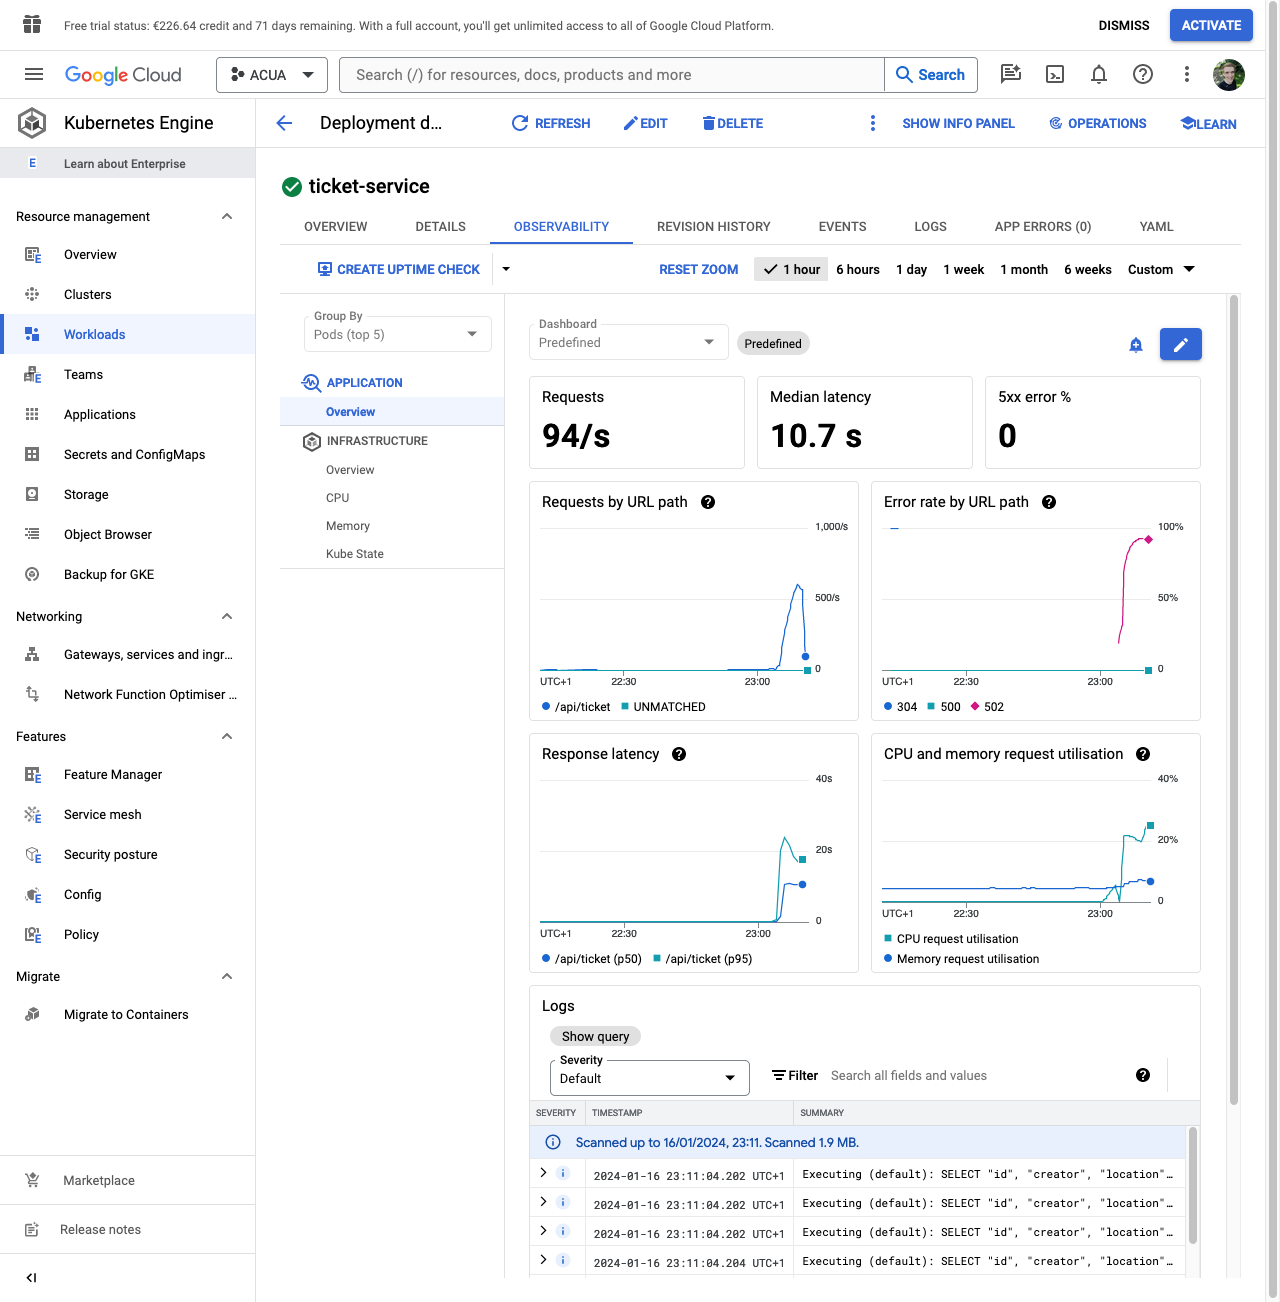 Free trial status: €226.64 credit and 71 days remaining. With a full account, you'll get unlimited access to all of Google Cloud Platform.
DISMISS
ACTIVATE
Google Cloud
ACUA
Search (/) for resources, docs, products and more
Search
Kubernetes Engine
Deployment d...
REFRESH
EDIT
DELETE
SHOW INFO PANEL
OPERATIONS
LEARN
E
Learn about Enterprise
Resource management
Overview
Clusters
Workloads
Teams
Applications
Secrets and ConfigMaps
Storage
Object Browser
Backup for GKE
Networking
Gateways, services and ingr...
Network Function Optimiser ...
Features
Feature Manager
Service mesh
Security posture
Config
Policy
Migrate
Migrate to Containers
Marketplace
Release notes
ticket-service
OVERVIEW
DETAILS
OBSERVABILITY
REVISION HISTORY
EVENTS
LOGS
APP ERRORS (0)
YAML
CREATE UPTIME CHECK
RESET ZOOM
1 hour
6 hours
1 day
1 week
1 month
6 weeks
Custom
Group By
Pods (top 5)
APPLICATION
Overview
INFRASTRUCTURE
Overview
CPU
Memory
Kube State
Dashboard
Predefined
Predefined
Requests
94/s
Median latency
10.7 s
5xx error %
0
Requests by URL path
1,000/s
500/s
0
UTC+1
22:30
23:00
/api/ticket
UNMATCHED
Error rate by URL path
100%
50%
0
UTC+1
22:30
23:00
304
500
502
Response latency
40s
20s
0
UTC+1
22:30
23:00
/api/ticket (p50)
/api/ticket (p95)
CPU and memory request utilisation
40%
20%
0
UTC+1
22:30
23:00
CPU request utilisation
Memory request utilisation
Logs
Show query
Severity
Default
Filter
Search all fields and values
SEVERITY
TIMESTAMP
SUMMARY
Scanned up to 16/01/2024, 23:11. Scanned 1.9 MB.
2024-01-16 23:11:04.202 UTC+1
Executing (default): SELECT "id", "creator", "location"...
2024-01-16 23:11:04.202 UTC+1
Executing (default): SELECT "id", "creator", "location"...
2024-01-16 23:11:04.202 UTC+1
Executing (default): SELECT "id", "creator", "location"...
2024-01-16 23:11:04.204 UTC+1
Executing (default): SELECT "id", "creator", "location"...